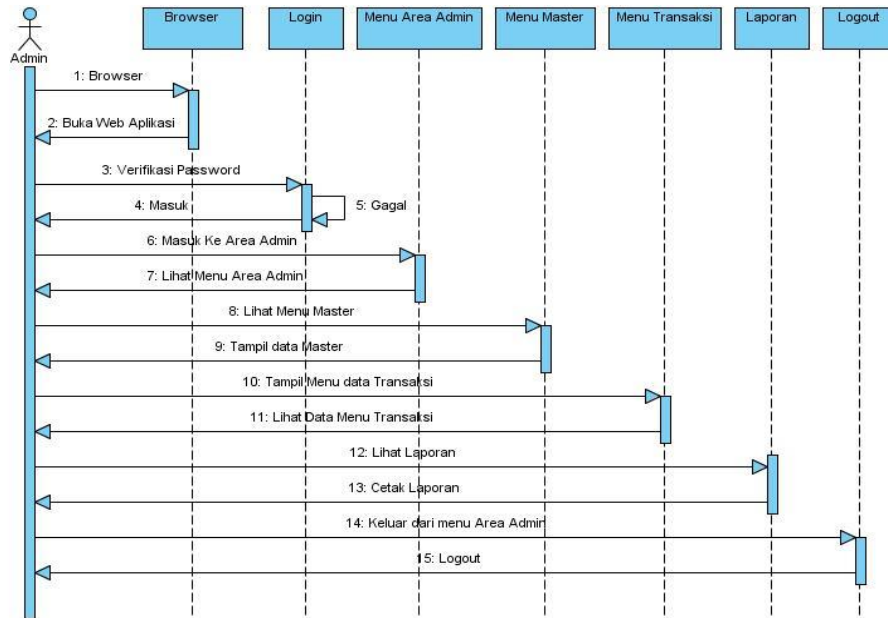 Browser
Login
Menu Area Admin
Menu Master
Menu Transaksi
Laporan
Logout
Admin
1: Browser
2: Buka Web Aplikasi
3: Verifikasi Password
4: Masuk
5: Gagal
6: Masuk Ke Area Admin
7: Lihat Menu Area Admin
8: Lihat Menu Master
9: Tampil data Master
10: Tampil Menu data Transaksi
11: Lihat Data Menu Transaksi
12: Lihat Laporan
13: Cetak Laporan
14: Keluar dari menu Area Admin
15: Logout